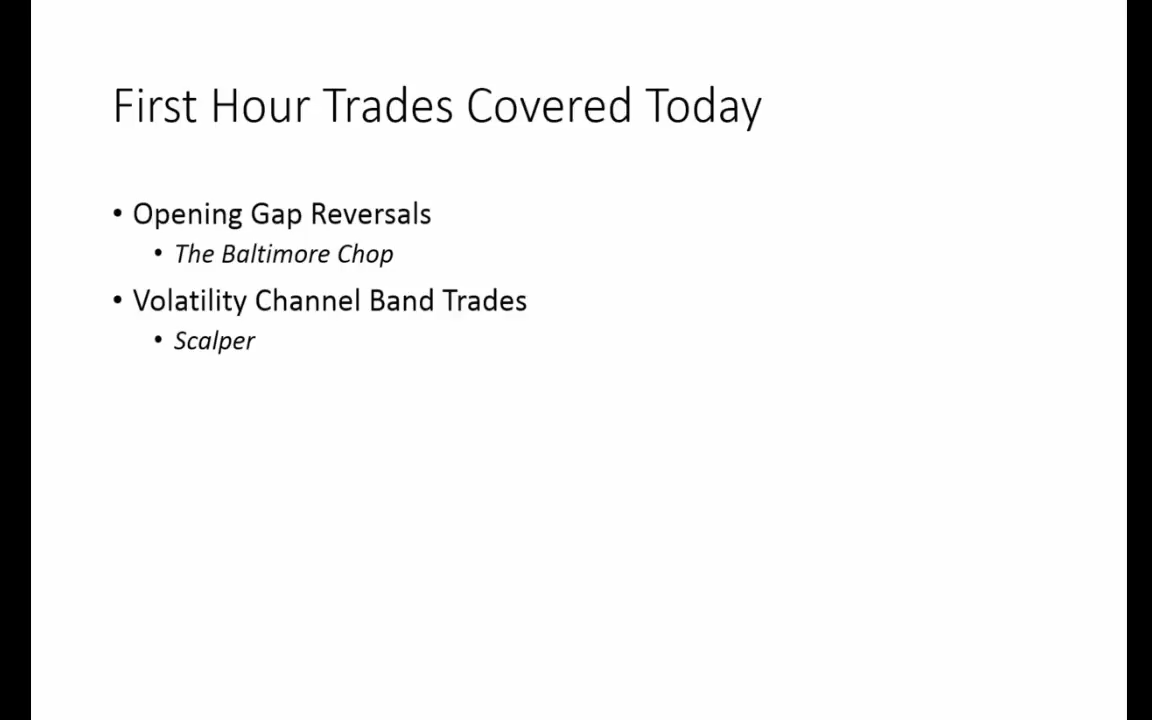 First Hour Trades Covered Today
• Opening Gap Reversals
• The Baltimore Chop
• Volatility Channel Band Trades
• Scalper